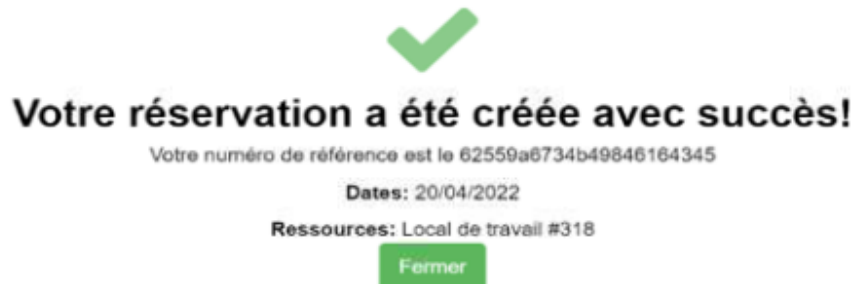 Votre réservation a été créée avec succès!
Votre numéro de référence est le 62559a6734b49846164345
Dates: 20/04/2022
Ressources: Local de travail #318
Fermer